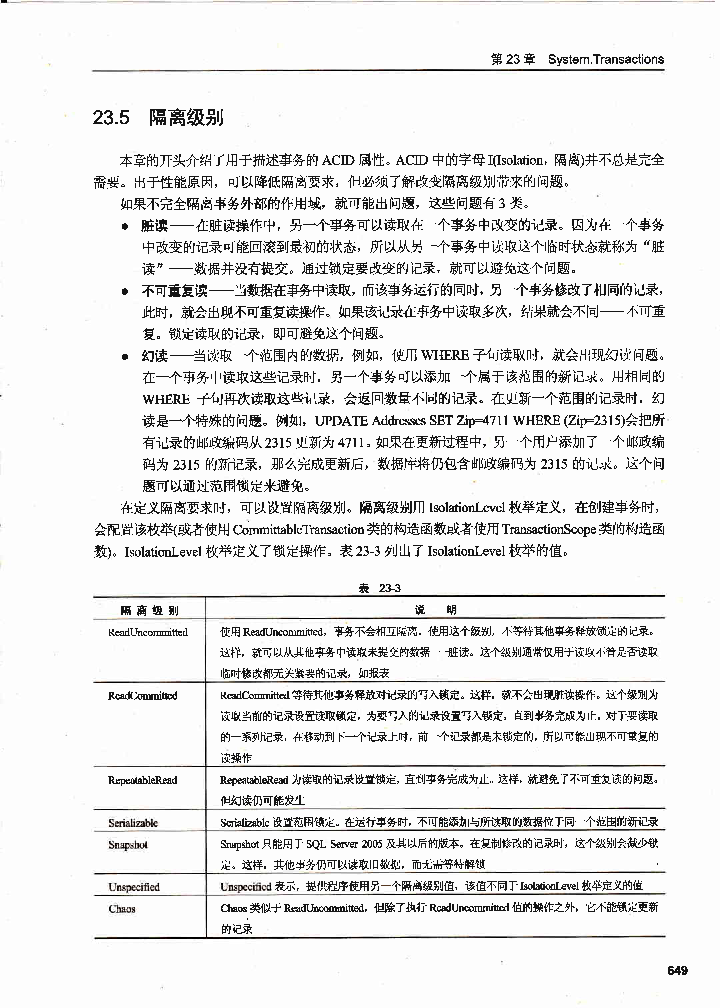 第 23 章 System.Transactions
23.5 隔离级别
本章的开头介绍了用于描述事务的 ACID 属性。ACID 中的字母 I(Isolation，隔离)并不总是完全
需要。出于性能原因，可以降低隔离要求，但必须了解改变隔离级别带来的问题。
如果不完全隔离事务外部的作用域，就可能出问题，这些问题有 3 类。
● 脏读——在脏读操作中，另一个事务可以读取在一个事务中改变的记录。因为在一个事务
中改变的记录可能回滚到最初的状态，所以从另一个事务中读取这个临时状态就称为“脏
读”——数据并没有提交。通过锁定要改变的记录，就可以避免这个问题。
● 不可重复读——当数据在事务中读取，而该事务运行的同时，另一个事务修改了相同的记录，
此时，就会出现不可重复读操作。如果该记录在事务中读取多次，结果就会不同——不可重
复。锁定读取的记录，即可避免这个问题。
● 幻读——当读取一个范围内的数据，例如，使用 WHERE 子句读取时，就会出现幻读问题。
在一个事务中读取这些记录时，另一个事务可以添加一个属于该范围的新记录。用相同的
WHERE 子句再次读取这些记录，会返回数量不同的记录。在更新一个范围的记录时，幻
读是一个特殊的问题。例如，UPDATE Addresses SET Zip=4711 WHERE (Zip=2315)会把所
有记录的邮政编码从 2315 更新为 4711。如果在更新过程中，另一个用户添加了一个邮政编
码为 2315 的新记录，那么完成更新后，数据库将仍包含邮政编码为 2315 的记录。这个问
题可以通过范围锁定来避免。
在定义隔离要求时，可以设置隔离级别。隔离级别用 IsolationLevel 枚举定义，在创建事务时，
会配置该枚举(或者使用 CommittableTransaction 类的构造函数或者使用 TransactionScope 类的构造函
数)。IsolationLevel 枚举定义了锁定操作。表 23-3 列出了 IsolationLevel 枚举的值。
表 23-3
隔 离 级 别 说 明
ReadUncommitted 使用 ReadUncommitted，事务不会相互隔离。使用这个级别，不等待其他事务释放锁定的记录。
这样，就可以从其他事务中读取未提交的数据——脏读。这个级别通常仅用于读取不管是否读取
临时修改都无关紧要的记录，如报表
ReadCommitted ReadCommitted 等待其他事务释放对记录的写入锁定。这样，就不会出现脏读操作。这个级别为
读取当前的记录设置读取锁定，为要写入的记录设置写入锁定，直到事务完成为止。对于要读取
的一系列记录，在移动到下一个记录上时，前一个记录都是未锁定的，所以可能出现不可重复的
读操作
RepeatableRead RepeatableRead 为读取的记录设置锁定，直到事务完成为止。这样，就避免了不可重复读的问题。
但幻读仍可能发生
Serializable Serializable 设置范围锁定。在运行事务时，不可能添加与所读取的数据位于同一个范围的新记录
Snapshot Snapshot 只能用于 SQL Server 2005 及其以后的版本。在复制修改的记录时，这个级别会减少锁
定。这样，其他事务仍可以读取旧数据，而无需等待解锁
Unspecified Unspecified 表示，提供程序使用另一个隔离级别值，该值不同于 IsolationLevel 枚举定义的值
Chaos Chaos 类似于 ReadUncommitted，但除了执行 ReadUncommitted 值的操作之外，它不能锁定更新
的记录
649